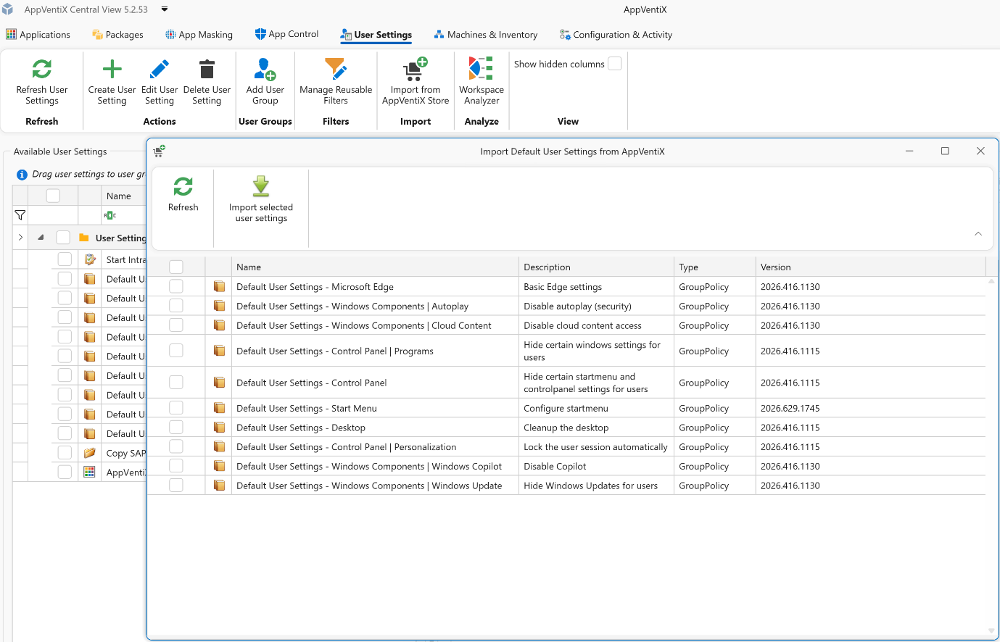 AppVentiX Central View 5.2.53
AppVentiX
Applications
Packages
App Masking
App Control
User Settings
Machines & Inventory
Configuration & Activity
Refresh User
Settings
Refresh
Create User
Setting
Edit User
Setting
Delete User
Setting
Actions
Add User
Group
User Groups
Manage Reusable
Filters
Filters
Import from
AppVentiX Store
Import
Workspace
Analyzer
Analyze
Show hidden columns
View
Available User Settings
Drag user settings to user gr
Name
ABC
User Setting
Start Intra
Default U
Default U
Default U
Default U
Default U
Default U
Default U
Default U
Default U
Copy SAP
AppVenti
Import Default User Settings from AppVentiX
Refresh
Import selected
user settings
Name Description Type Version
Default User Settings - Microsoft Edge Basic Edge settings GroupPolicy 2026.416.1130
Default User Settings - Windows Components | Autoplay Disable autoplay (security) GroupPolicy 2026.416.1130
Default User Settings - Windows Components | Cloud Content Disable cloud content access GroupPolicy 2026.416.1130
Default User Settings - Control Panel | Programs Hide certain windows settings for
users GroupPolicy 2026.416.1115
Default User Settings - Control Panel Hide certain startmenu and
controlpanel settings for users GroupPolicy 2026.416.1115
Default User Settings - Start Menu Configure startmenu GroupPolicy 2026.629.1745
Default User Settings - Desktop Cleanup the desktop GroupPolicy 2026.416.1115
Default User Settings - Control Panel | Personalization Lock the user session automatically GroupPolicy 2026.416.1115
Default User Settings - Windows Components | Windows Copilot Disable Copilot GroupPolicy 2026.416.1130
Default User Settings - Windows Components | Windows Update Hide Windows Updates for users GroupPolicy 2026.416.1130